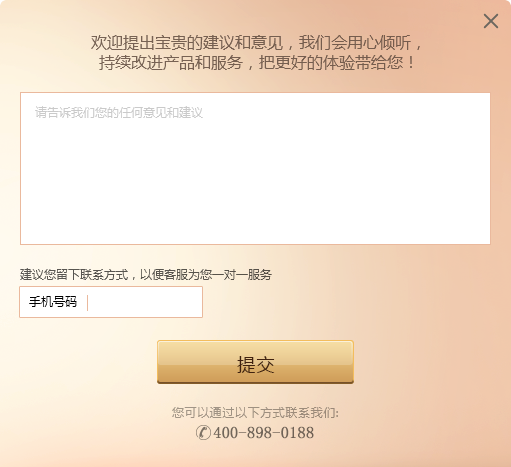 欢迎提出宝贵的建议和意见，我们会用心倾听，
持续改进产品和服务，把更好的体验带给您！
请告诉我们您的任何意见和建议
建议您留下联系方式，以便客服为您一对一服务
手机号码
提交
您可以通过以下方式联系我们:
400-898-0188